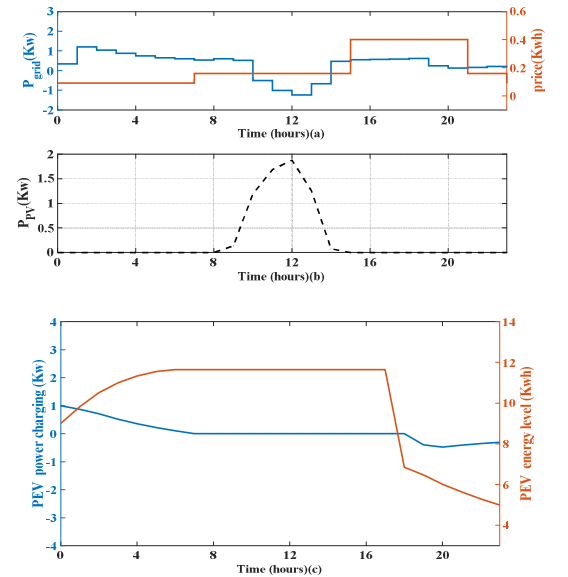 3
2
1
0
-1
-2
P_grid(Kw)
0.6
0.4
0.2
0
price(Kwh)
0 4 8 12 16 20
Time (hours)(a)
2
1.5
1
0.5
0
P_PV(Kw)
0 4 8 12 16 20
Time (hours)(b)
4
3
2
1
0
-1
-2
-3
-4
PEV power charging (Kw)
14
12
10
8
6
4
PEV energy level (Kwh)
0 4 8 12 16 20
Time (hours)(c)